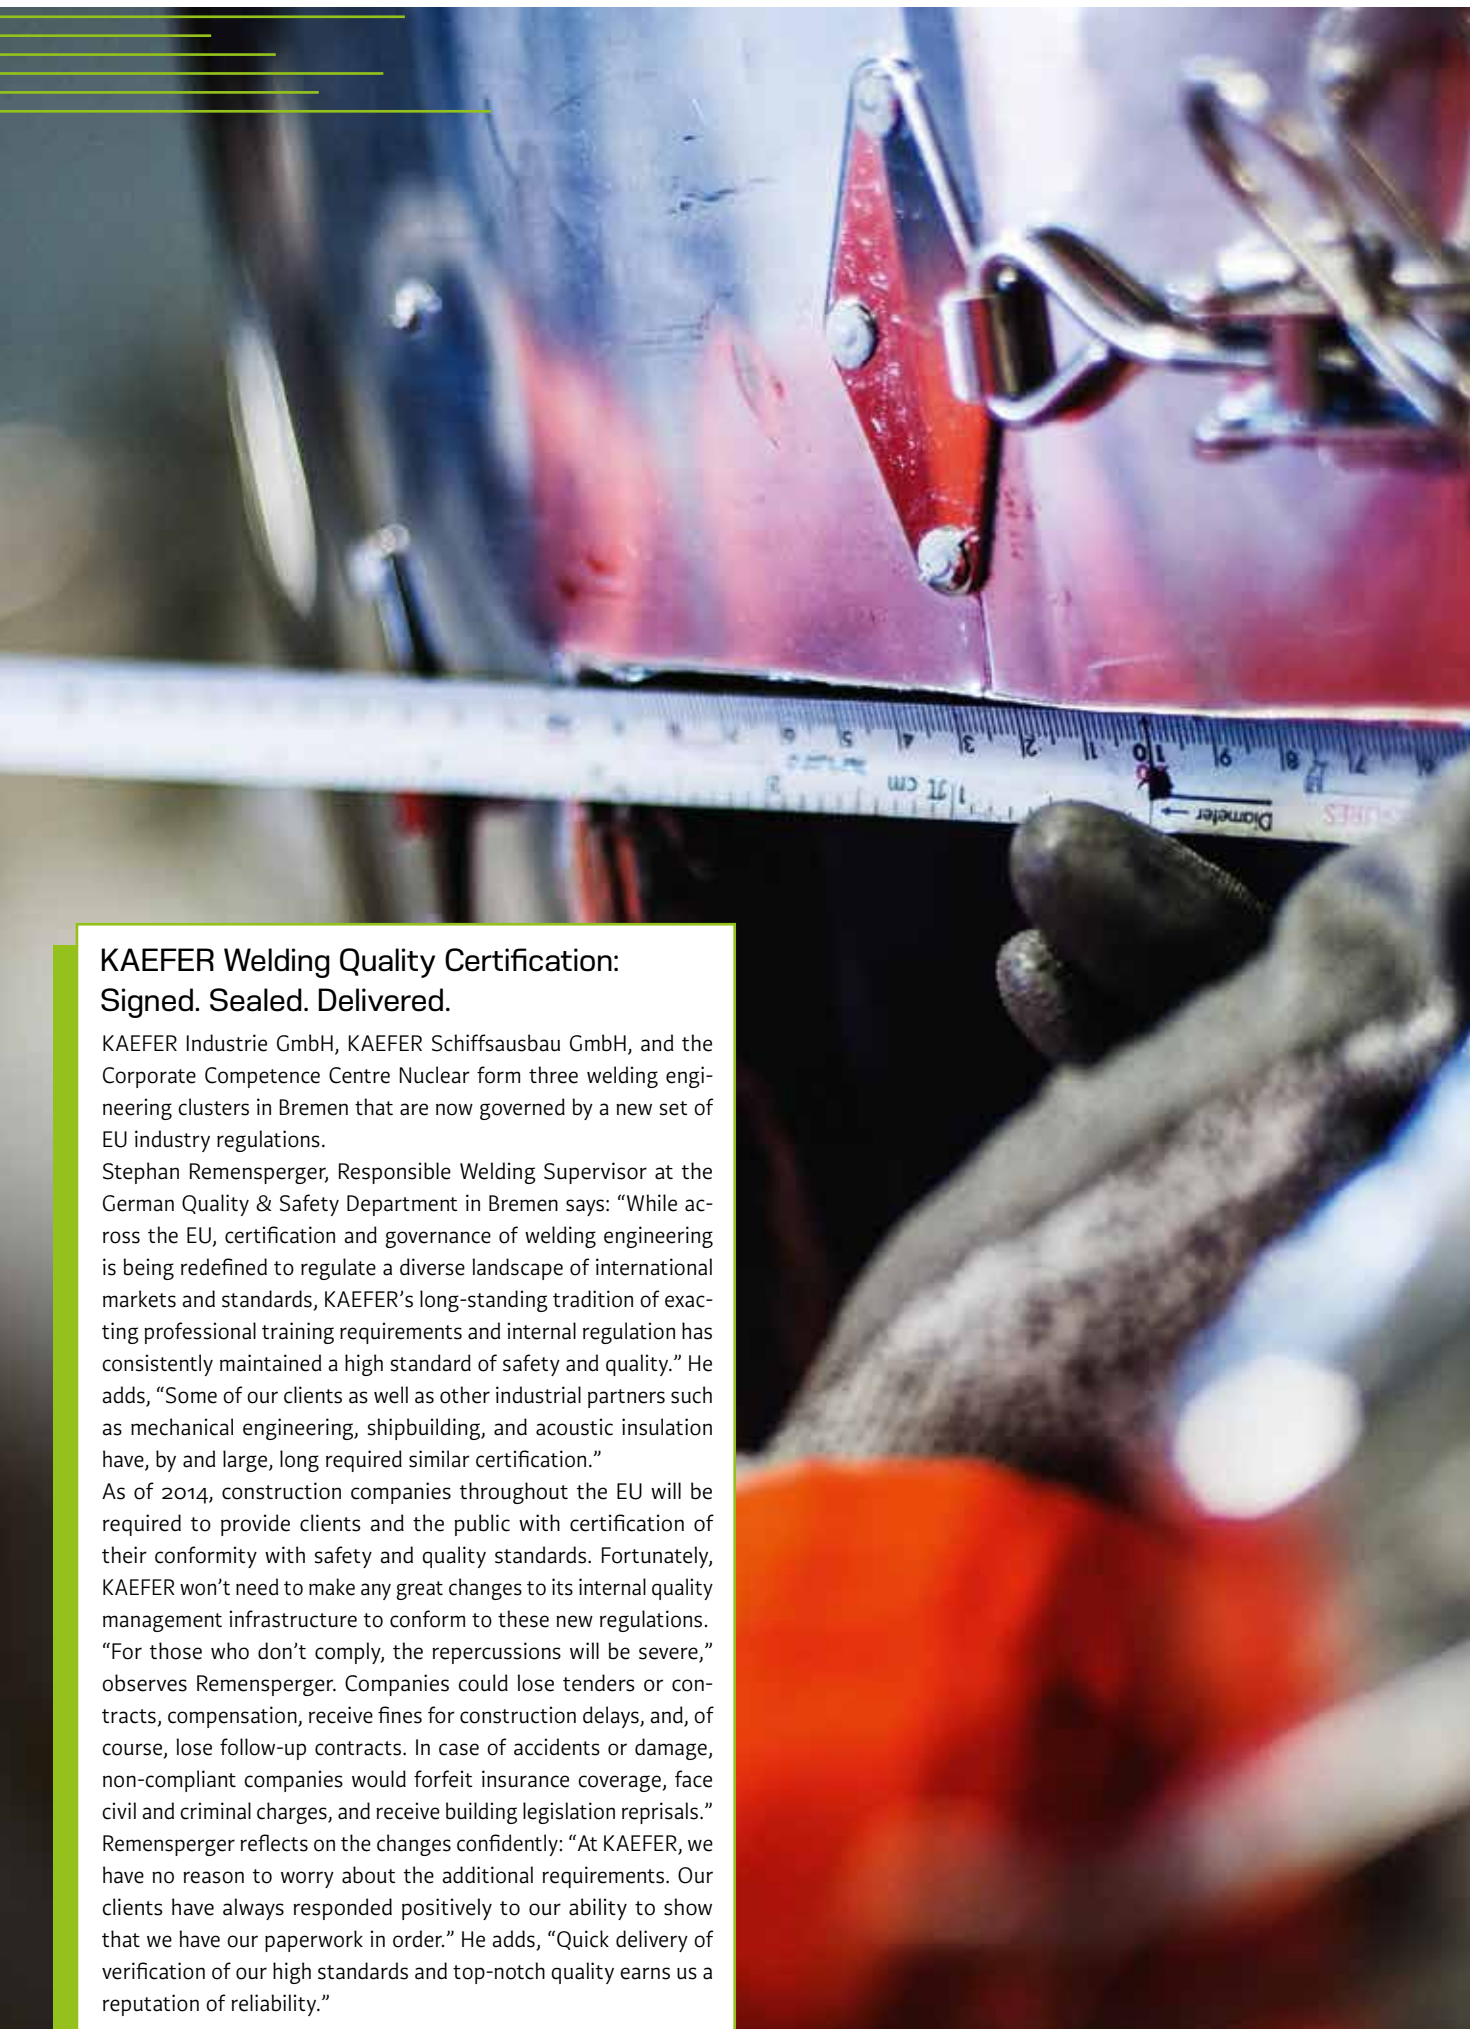 6 5 4 3 2 1 10 9 8 7
1 ft cm
Diameter
KAEFER Welding Quality Certification:
Signed. Sealed. Delivered.
KAEFER Industrie GmbH, KAEFER Schiffsausbau GmbH, and the
Corporate Competence Centre Nuclear form three welding engi-
neering clusters in Bremen that are now governed by a new set of
EU industry regulations.
Stephan Remensperger, Responsible Welding Supervisor at the
German Quality & Safety Department in Bremen says: “While ac-
ross the EU, certification and governance of welding engineering
is being redefined to regulate a diverse landscape of international
markets and standards, KAEFER’s long-standing tradition of exac-
ting professional training requirements and internal regulation has
consistently maintained a high standard of safety and quality.” He
adds, “Some of our clients as well as other industrial partners such
as mechanical engineering, shipbuilding, and acoustic insulation
have, by and large, long required similar certification.”
As of 2014, construction companies throughout the EU will be
required to provide clients and the public with certification of
their conformity with safety and quality standards. Fortunately,
KAEFER won’t need to make any great changes to its internal quality
management infrastructure to conform to these new regulations.
“For those who don’t comply, the repercussions will be severe,”
observes Remensperger. Companies could lose tenders or con-
tracts, compensation, receive fines for construction delays, and, of
course, lose follow-up contracts. In case of accidents or damage,
non-compliant companies would forfeit insurance coverage, face
civil and criminal charges, and receive building legislation reprisals.”
Remensperger reflects on the changes confidently: “At KAEFER, we
have no reason to worry about the additional requirements. Our
clients have always responded positively to our ability to show
that we have our paperwork in order.” He adds, “Quick delivery of
verification of our high standards and top-notch quality earns us a
reputation of reliability.”